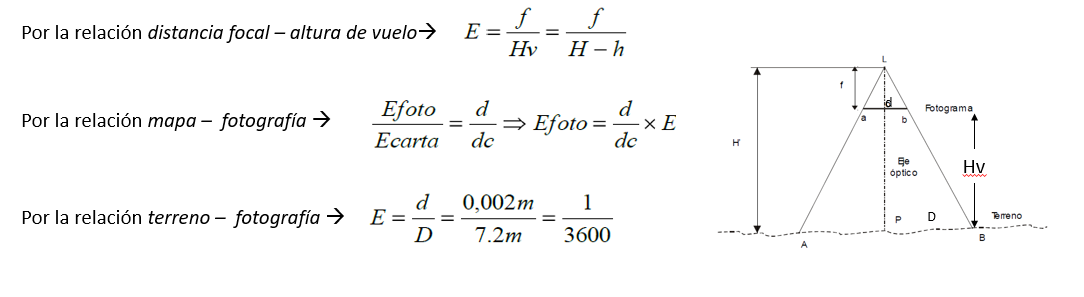 Por la relación distancia focal – altura de vuelo→ E = f/Hv = f/(H − h)
Por la relación mapa – fotografía → Efoto/Ecarta = d/dc ⇒ Efoto = d/dc × E
Por la relación terreno – fotografía → E = d/D = 0,002m/7.2m = 1/3600
L
f
d
Fotograma
a
b
H'
Eje
óptico
Hv
P
D
Terreno
A
B